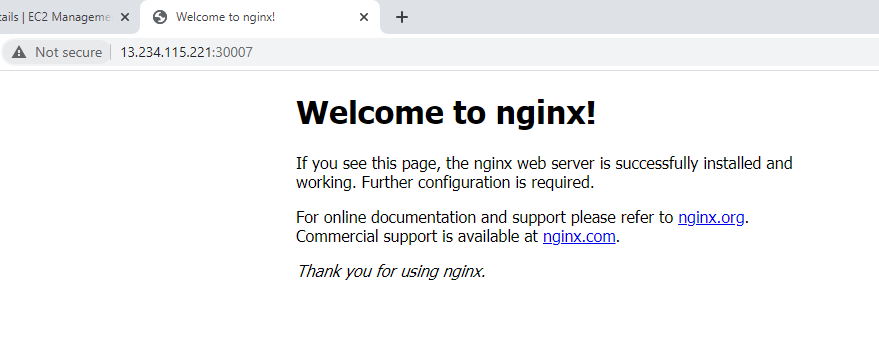 tails | EC2 Manageme
Welcome to nginx!
Not secure
13.234.115.221:30007
Welcome to nginx!
If you see this page, the nginx web server is successfully installed and
working. Further configuration is required.
For online documentation and support please refer to nginx.org.
Commercial support is available at nginx.com.
Thank you for using nginx.